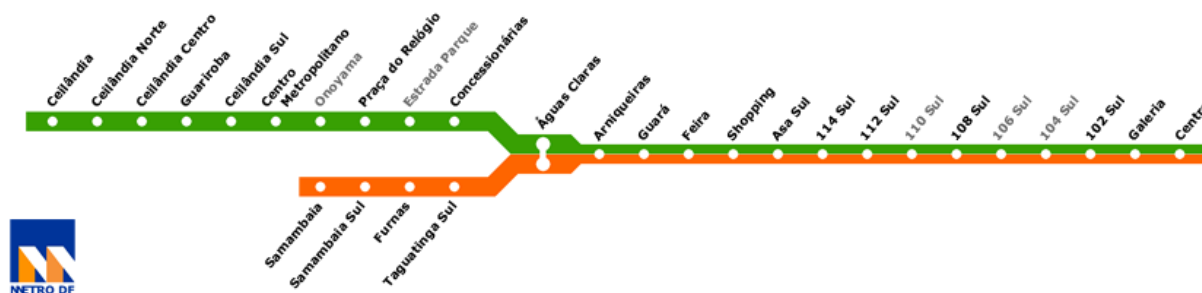 Ceilândia
Ceilândia Norte
Ceilândia Centro
Guariroba
Ceilândia Sul
Centro
Metropolitano
Onoyama
Praça do Relógio
Estrada Parque
Concessionárias
Águas Claras
Arniqueiras
Guará
Feira
Shopping
Asa Sul
114 Sul
112 Sul
110 Sul
108 Sul
106 Sul
104 Sul
102 Sul
Galeria
Centra
Samambaia
Samambaia Sul
Furnas
Taguatinga Sul
METRO DF